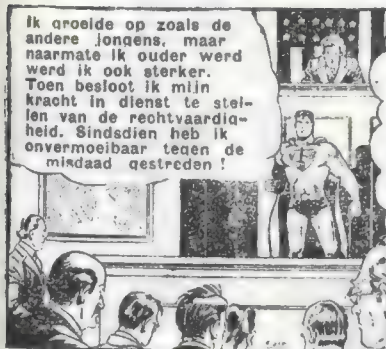 Ik groeide op zoals de
andere jongens, maar
naarmate ik ouder werd
werd ik ook sterker.
Toen besloot ik mijn
kracht in dienst te stel-
len van de rechtvaardig-
heid. Sindsdien heb ik
onvermoeibaar tegen de
misdaad gestreden !